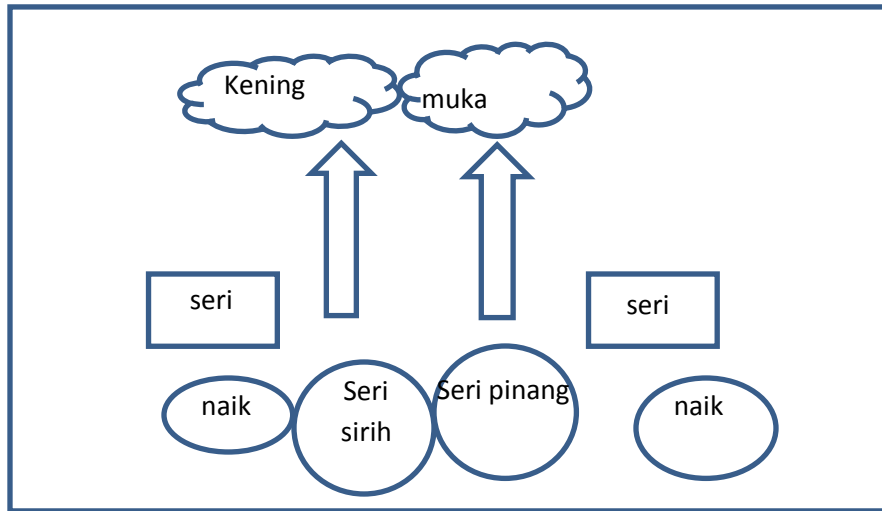 Kening
muka
seri
seri
naik
Seri
sirih
Seri pinang
naik